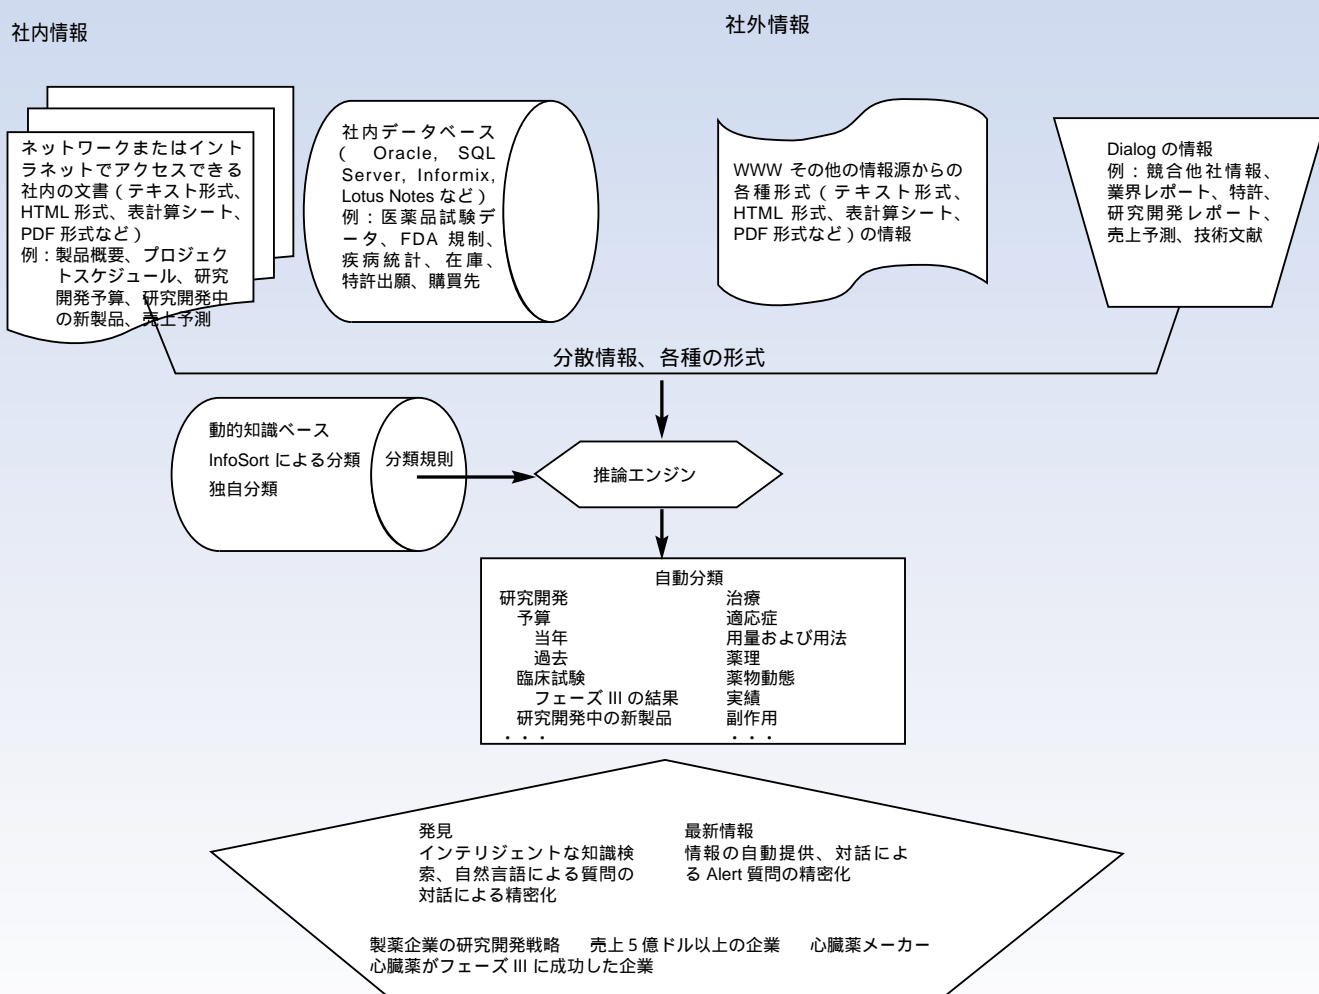 社内情報
社外情報
ネットワークまたはイント
ラネットでアクセスできる
社内の文書（テキスト形式、
HTML 形式、表計算シート、
PDF 形式など）
例：製品概要、プロジェク
トスケジュール、研究
開発予算、研究開発中
の新製品、売上予測
社内データベース
（ Oracle, SQL
Server, Informix,
Lotus Notes など）
例：医薬品試験デ
ータ、FDA 規制、
疾病統計、在庫、
特許出願、購買先
WWW その他の情報源からの
各種形式（テキスト形式、
HTML 形式、表計算シート、
PDF 形式など）の情報
Dialog の情報
例：競合他社情報、
業界レポート、特許、
研究開発レポート、
売上予測、技術文献
分散情報、各種の形式
動的知識ベース
InfoSort による分類
独自分類
分類規則
推論エンジン
自動分類
研究開発
予算
当年
過去
臨床試験
フェーズ III の結果
研究開発中の新製品
・・・
治療
適応症
用量および用法
薬理
薬物動態
実績
副作用
・・・
発見
インテリジェントな知識検
索、自然言語による質問の
対話による精密化
最新情報
情報の自動提供、対話によ
る Alert 質問の精密化
製薬企業の研究開発戦略　売上 5 億ドル以上の企業　心臓薬メーカー
心臓薬がフェーズ III に成功した企業